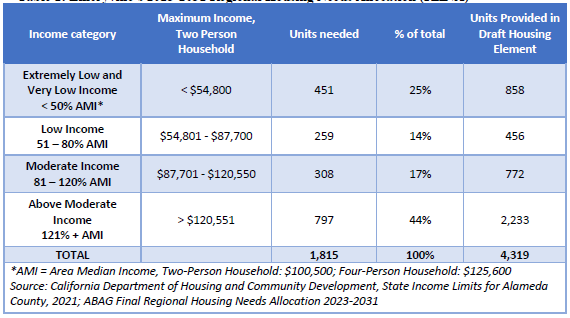 Income category
Maximum Income,
Two Person
Household
Units needed
% of total
Units Provided in
Draft Housing
Element
Extremely Low and
Very Low Income
< 50% AMI*
< $54,800
451
25%
858
Low Income
51 – 80% AMI
$54,801 - $87,700
259
14%
456
Moderate Income
81 – 120% AMI
$87,701 - $120,550
308
17%
772
Above Moderate
Income
121% + AMI
> $120,551
797
44%
2,233
TOTAL
1,815
100%
4,319
*AMI = Area Median Income, Two-Person Household: $100,500; Four-Person Household: $125,600
Source: California Department of Housing and Community Development, State Income Limits for Alameda
County, 2021; ABAG Final Regional Housing Needs Allocation 2023-2031